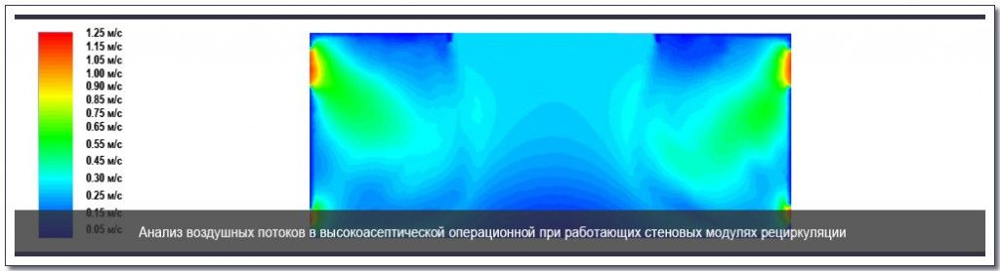 1.25 м/с
1.15 м/с
1.05 м/с
1.00 м/с
0.90 м/с
0.85 м/с
0.75 м/с
0.65 м/с
0.55 м/с
0.45 м/с
0.30 м/с
0.25 м/с
0.15 м/с
0.05 м/с
Анализ воздушных потоков в высокоасептической операционной при работающих стеновых модулях рециркуляции